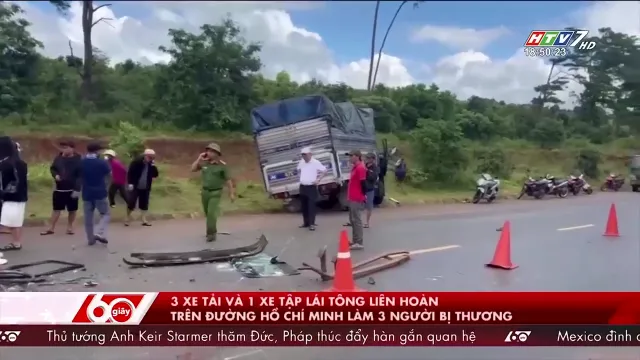 HTV7 HD
18:50:23
60 giây
3 XE TẢI VÀ 1 XE TẬP LÁI TÔNG LIÊN HOÀN
TRÊN ĐƯỜNG HỒ CHÍ MINH LÀM 3 NGƯỜI BỊ THƯƠNG
Thủ tướng Anh Keir Starmer thăm Đức, Pháp thúc đẩy hàn gắn quan hệ 60 Mexico đình